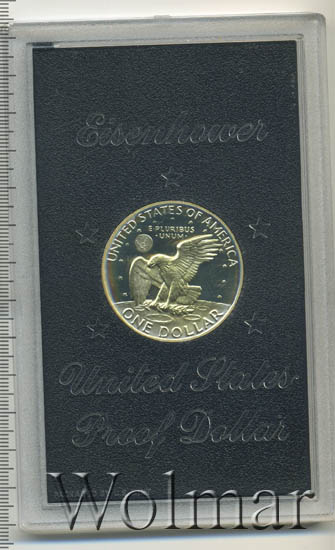 Eisenhower
UNITED STATES OF AMERICA
E·PLURIBUS
·UNUM·
ONE DOLLAR
United States
Proof Dollar
Wolmar